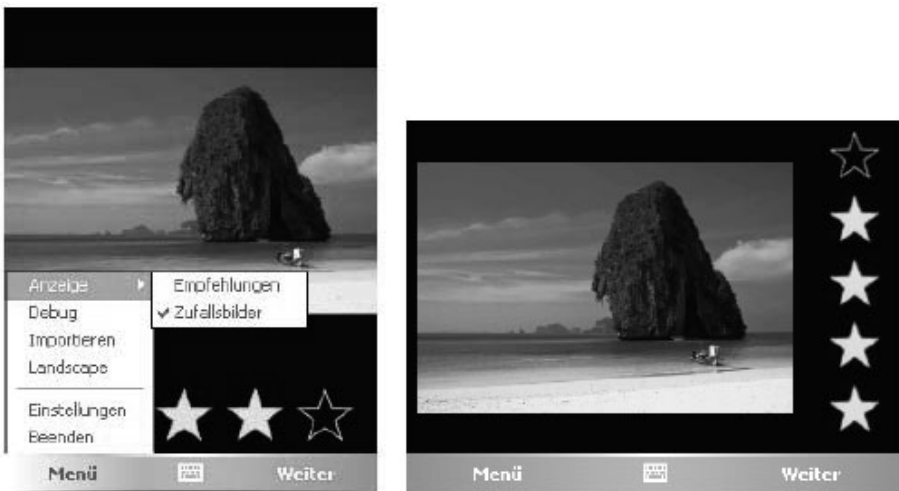 Anzeige
Empfehlungen
Zufallsbilder
Debug
Importieren
Landscape
Einstellungen
Beenden
Menü Weiter
Menü Weiter